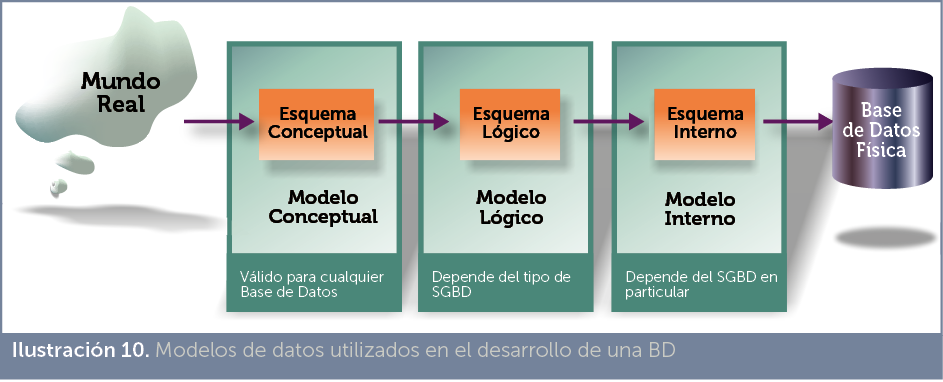 Mundo
Real
Esquema
Conceptual
Modelo
Conceptual
Válido para cualquier
Base de Datos
Esquema
Lógico
Modelo
Lógico
Depende del tipo de
SGBD
Esquema
Interno
Modelo
Interno
Depende del SGBD en
particular
Base
de Datos
Física
Ilustración 10. Modelos de datos utilizados en el desarrollo de una BD